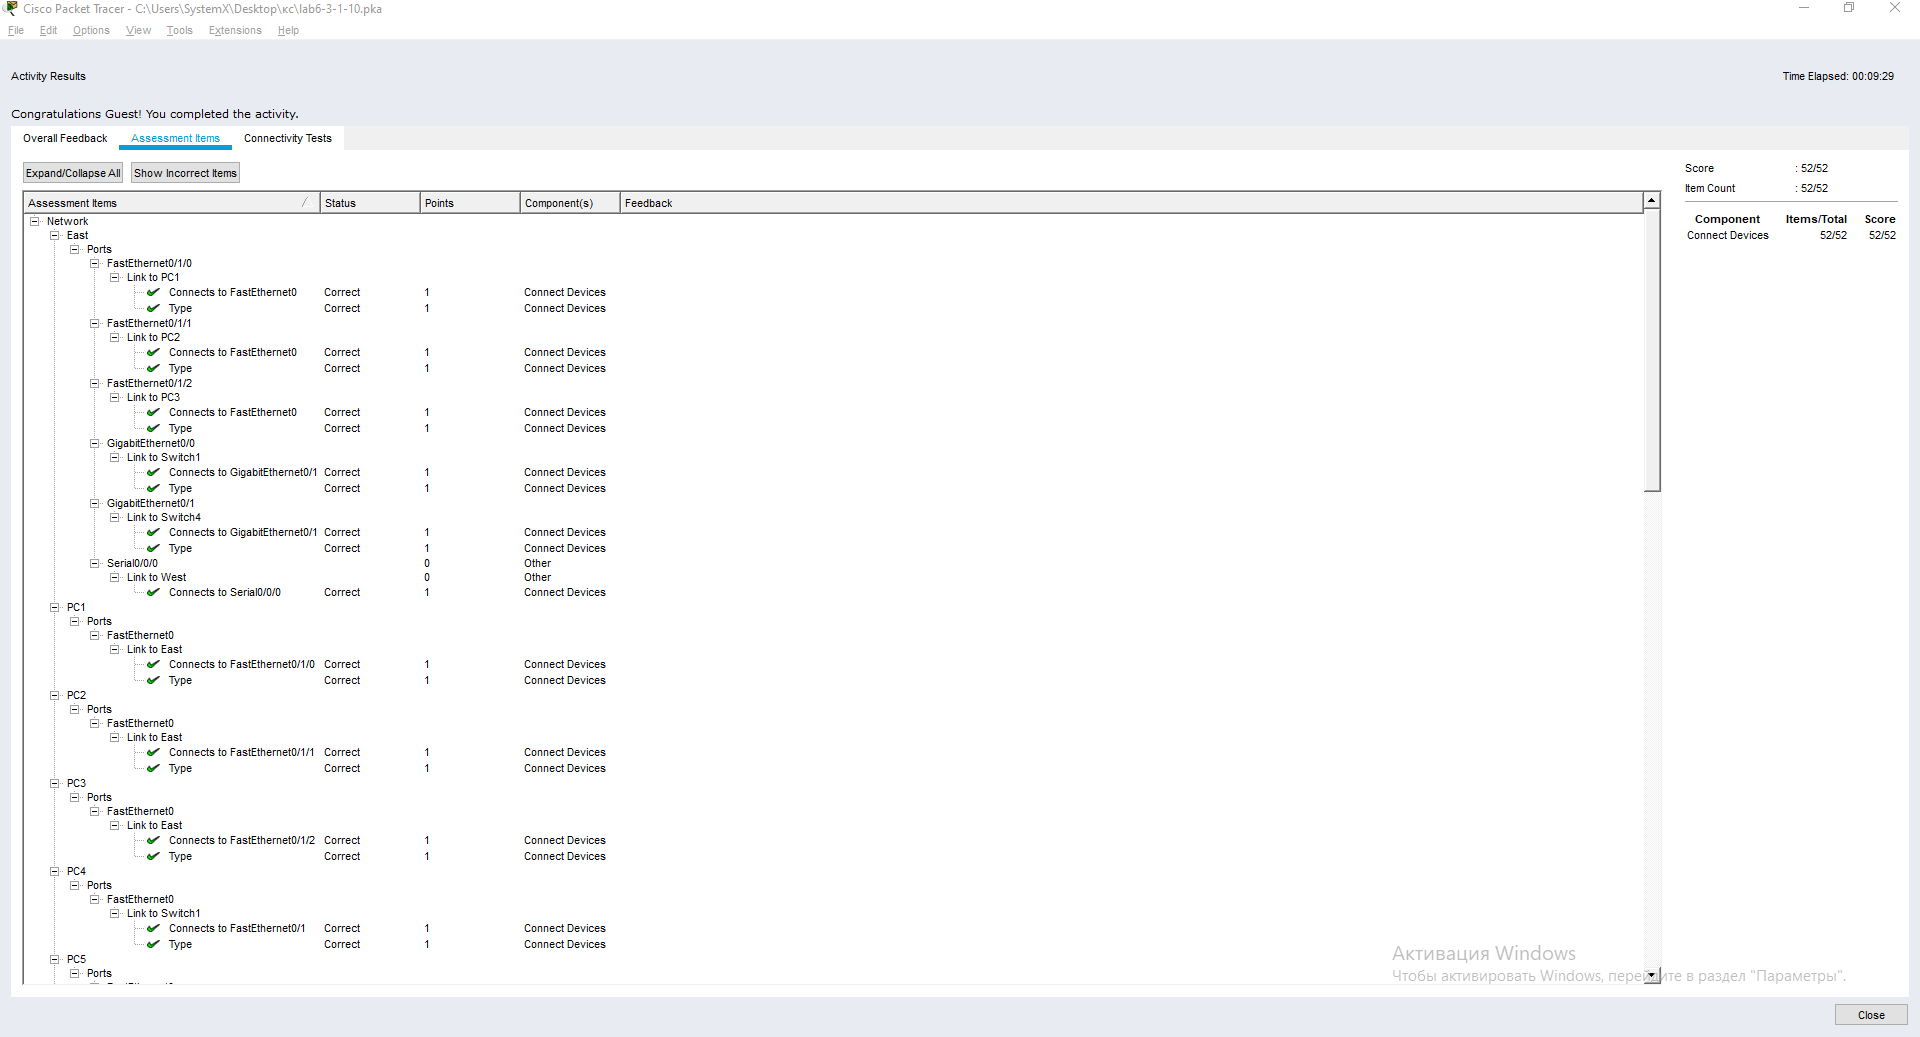 Cisco Packet Tracer - C:\Users\SystemX\Desktop\кс\lab6-3-1-10.pka
File Edit Options View Tools Extensions Help
Activity Results
Time Elapsed: 00:09:29
Congratulations Guest! You completed the activity.
Overall Feedback Assessment Items Connectivity Tests
Expand/Collapse All Show Incorrect Items
Assessment Items Status Points Component(s) Feedback
Network
East
Ports
FastEthernet0/1/0
Link to PC1
Connects to FastEthernet0 Correct 1 Connect Devices
Type Correct 1 Connect Devices
FastEthernet0/1/1
Link to PC2
Connects to FastEthernet0 Correct 1 Connect Devices
Type Correct 1 Connect Devices
FastEthernet0/1/2
Link to PC3
Connects to FastEthernet0 Correct 1 Connect Devices
Type Correct 1 Connect Devices
GigabitEthernet0/0
Link to Switch1
Connects to GigabitEthernet0/1 Correct 1 Connect Devices
Type Correct 1 Connect Devices
GigabitEthernet0/1
Link to Switch4
Connects to GigabitEthernet0/1 Correct 1 Connect Devices
Type Correct 1 Connect Devices
Serial0/0/0 0 Other
Link to West 0 Other
Connects to Serial0/0/0 Correct 1 Connect Devices
PC1
Ports
FastEthernet0
Link to East
Connects to FastEthernet0/1/0 Correct 1 Connect Devices
Type Correct 1 Connect Devices
PC2
Ports
FastEthernet0
Link to East
Connects to FastEthernet0/1/1 Correct 1 Connect Devices
Type Correct 1 Connect Devices
PC3
Ports
FastEthernet0
Link to East
Connects to FastEthernet0/1/2 Correct 1 Connect Devices
Type Correct 1 Connect Devices
PC4
Ports
FastEthernet0
Link to Switch1
Connects to FastEthernet0/1 Correct 1 Connect Devices
Type Correct 1 Connect Devices
PC5
Ports
Score : 52/52
Item Count : 52/52
Component Items/Total Score
Connect Devices 52/52 52/52
Активация Windows
Чтобы активировать Windows, перейдите в раздел "Параметры".
Close